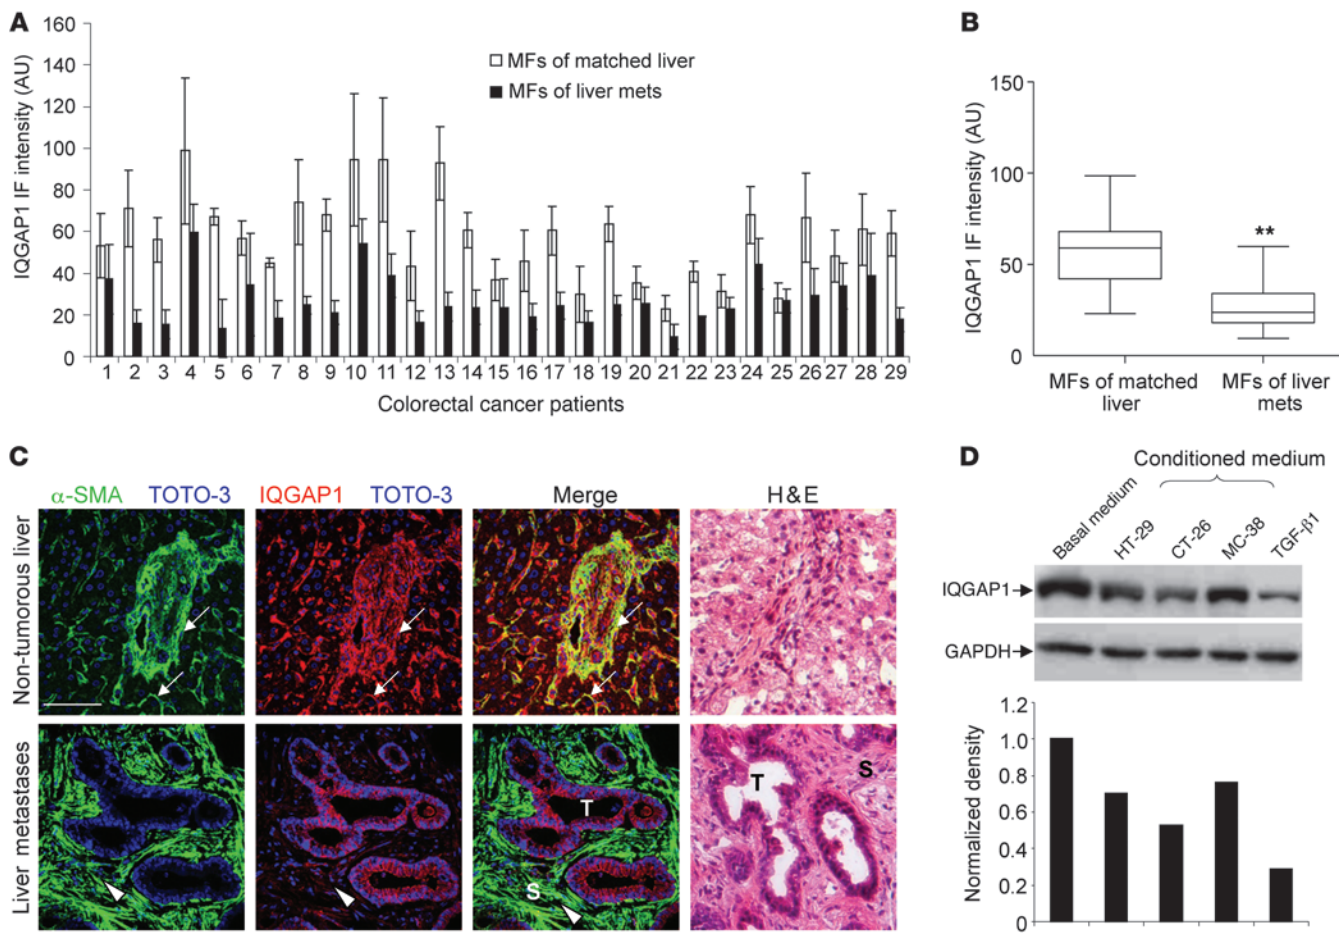 A
160
140
120
100
80
60
40
20
0
IQGAP1 IF intensity (AU)
MFs of matched liver
MFs of liver mets
1 2 3 4 5 6 7 8 9 10 11 12 13 14 15 16 17 18 19 20 21 22 23 24 25 26 27 28 29
Colorectal cancer patients
B
150
100
50
0
IQGAP1 IF intensity (AU)
**
MFs of matched
liver
MFs of liver
mets
C
α-SMA TOTO-3 IQGAP1 TOTO-3 Merge H&E
Non-tumorous liver
Liver metastases
T
S
T
S
D
Conditioned medium
Basal medium
HT-29
CT-26
MC-38
TGF-β1
IQGAP1
GAPDH
1.2
1.0
0.8
0.6
0.4
0.2
0
Normalized density